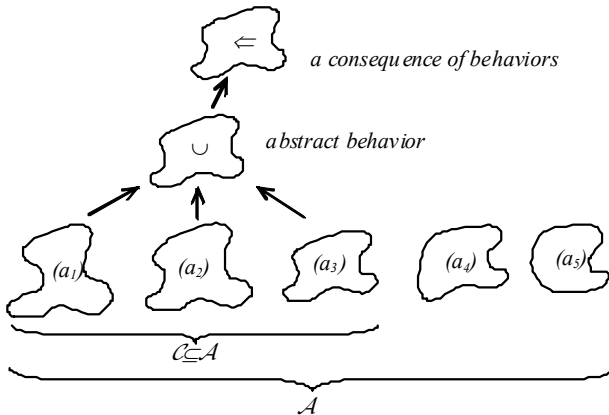 ⇐
a consequence of behaviors
∪
abstract behavior
(a₁) (a₂) (a₃) (a₄) (a₅)
C⊆A
A